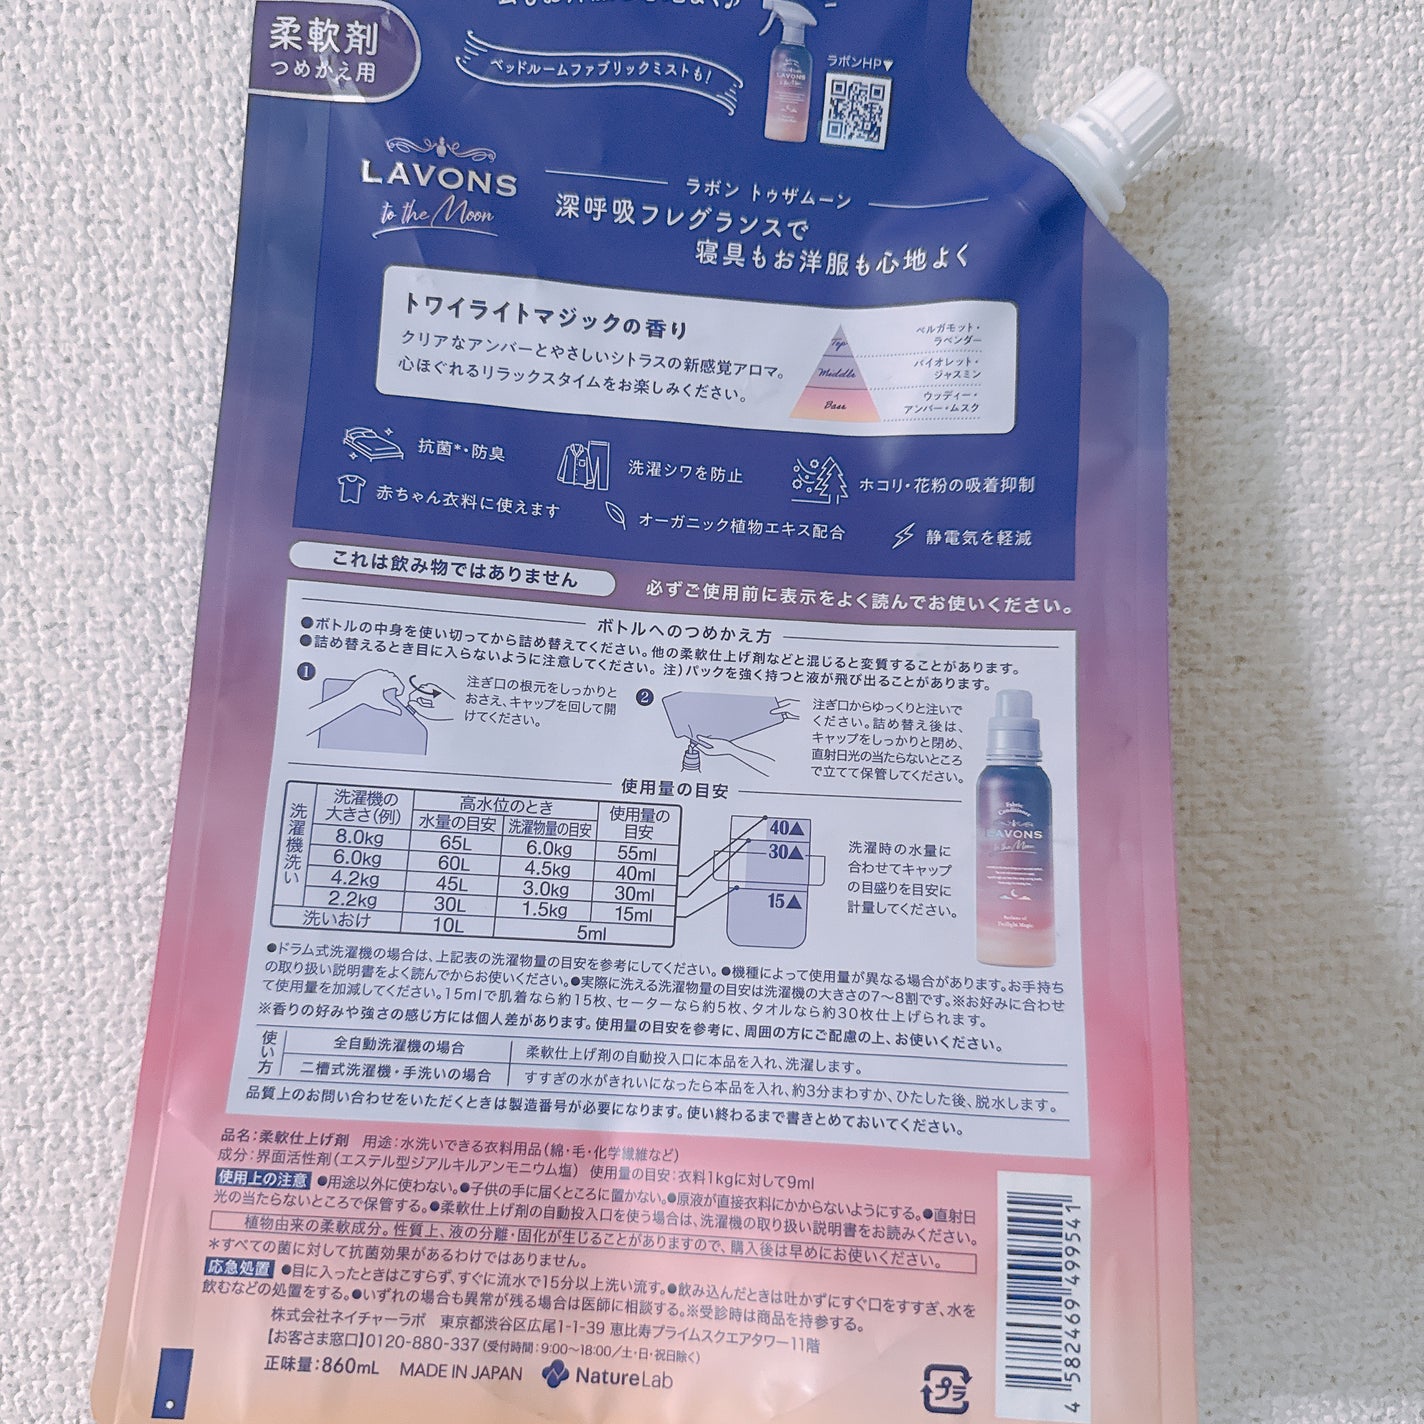 柔軟剤
つめかえ用
ベッドルームファブリックミストも!
ラボンHP▼
LAVONS
to the Moon
ラボン トゥザムーン
深呼吸フレグランスで
寝具もお洋服も心地よく
トワイライトマジックの香り
クリアなアンバーとやさしいシトラスの新感覚アロマ。
心ほぐれるリラックスタイムをお楽しみください。
Top
ベルガモット・
ラベンダー
Middle
バイオレット・
ジャスミン
Base
ウッディー・
アンバー・ムスク
抗菌*・防臭
洗濯シワを防止
ホコリ・花粉の吸着抑制
赤ちゃん衣料に使えます
オーガニック植物エキス配合
静電気を軽減
これは飲み物ではありません
必ずご使用前に表示をよく読んでお使いください。
ボトルへのつめかえ方
●ボトルの中身を使い切ってから詰め替えてください。他の柔軟仕上げ剤などと混じると変質することがあります。
●詰め替えるとき目に入らないように注意してください。注)パックを強く持つと液が飛び出ることがあります。
1
注ぎ口の根元をしっかりと
おさえ、キャップを回して開
けてください。
2
注ぎ口からゆっくりと注いで
ください。詰め替え後は、
キャップをしっかりと閉め、
直射日光の当たらないところ
で立てて保管してください。
使用量の目安
洗濯機洗い
洗濯機の
大きさ(例)
高水位のとき
水量の目安 洗濯物量の目安
使用量の
目安
8.0kg 65L 6.0kg 55ml
6.0kg 60L 4.5kg 40ml
4.2kg 45L 3.0kg 30ml
2.2kg 30L 1.5kg 15ml
洗いおけ 10L 5ml
40▲
30▲
15▲
洗濯時の水量に
合わせてキャップ
の目盛りを目安に
計量してください。
Fabric
Conditioner
LAVONS
to the Moon
●ドラム式洗濯機の場合は、上記表の洗濯物量の目安を参考にしてください。●機種によって使用量が異なる場合があります。お手持ち
の取り扱い説明書をよく読んでからお使いください。●実際に洗える洗濯物量の目安は洗濯機の大きさの7〜8割です。※お好みに合わせ
て使用量を加減してください。15mlで肌着なら約15枚、セーターなら約5枚、タオルなら約30枚仕上げられます。
※香りの好みや強さの感じ方には個人差があります。使用量の目安を参考に、周囲の方にご配慮の上、お使いください。
使い方
全自動洗濯機の場合 柔軟仕上げ剤の自動投入口に本品を入れ、洗濯します。
二槽式洗濯機・手洗いの場合 すすぎの水がきれいになったら本品を入れ、約3分まわすか、ひたした後、脱水します。
品質上のお問い合わせをいただくときは製造番号が必要になります。使い終わるまで書きとめておいてください。
品名：柔軟仕上げ剤 用途：水洗いできる衣料用品(綿・毛・化学繊維など)
成分：界面活性剤(エステル型ジアルキルアンモニウム塩) 使用量の目安：衣料1kgに対して9ml
使用上の注意 ●用途以外に使わない。●子供の手に届くところに置かない。●原液が直接衣料にかからないようにする。●直射日
光の当たらないところで保管する。●柔軟仕上げ剤の自動投入口を使う場合は、洗濯機の取り扱い説明書をお読みください。
植物由来の柔軟成分。性質上、液の分離・固化が生じることがありますので、購入後は早めにお使いください。
*すべての菌に対して抗菌効果があるわけではありません。
応急処置 ●目に入ったときはこすらず、すぐに流水で15分以上洗い流す。●飲み込んだときは吐かずにすぐ口をすすぎ、水を
飲むなどの処置をする。●いずれの場合も異常が残る場合は医師に相談する。※受診時は商品を持参する。
株式会社ネイチャーラボ 東京都渋谷区広尾1-1-39 恵比寿プライムスクエアタワー11階
【お客さま窓口】0120-880-337(受付時間：9:00〜18:00/土・日・祝日除く)
正味量：860mL MADE IN JAPAN NatureLab
プラ
4 582469 499541